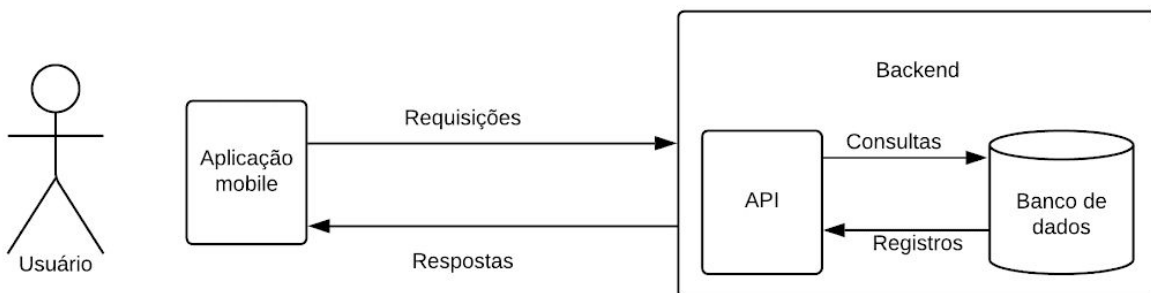 Backend
Requisições
Consultas
Aplicação
mobile
API
Banco de
dados
Registros
Respostas
Usuário